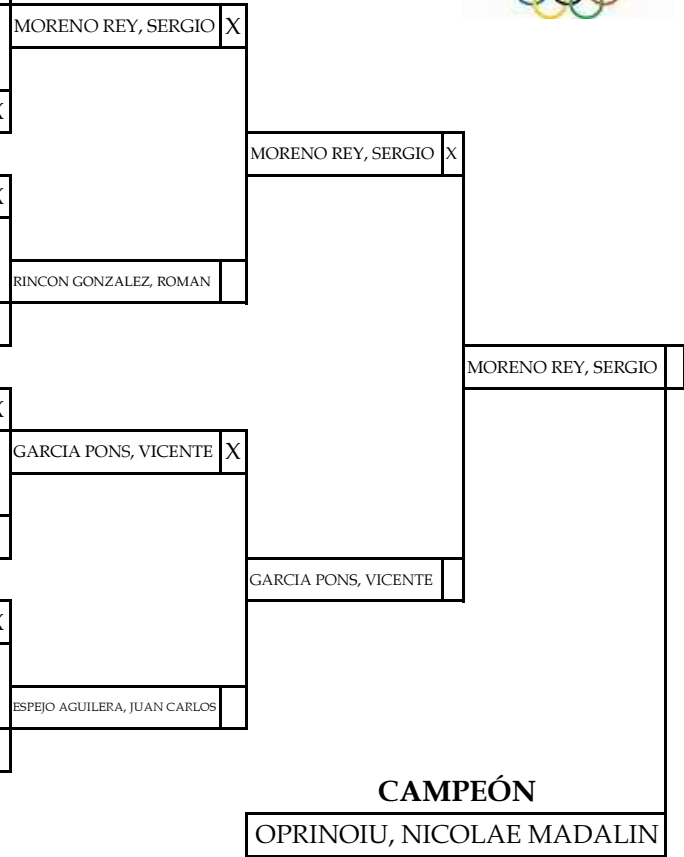 MORENO REY, SERGIO X
X
MORENO REY, SERGIO X
X
RINCON GONZALEZ, ROMAN
MORENO REY, SERGIO
X
GARCIA PONS, VICENTE X
GARCIA PONS, VICENTE
X
ESPEJO AGUILERA, JUAN CARLOS
CAMPEÓN
OPRINOIU, NICOLAE MADALIN